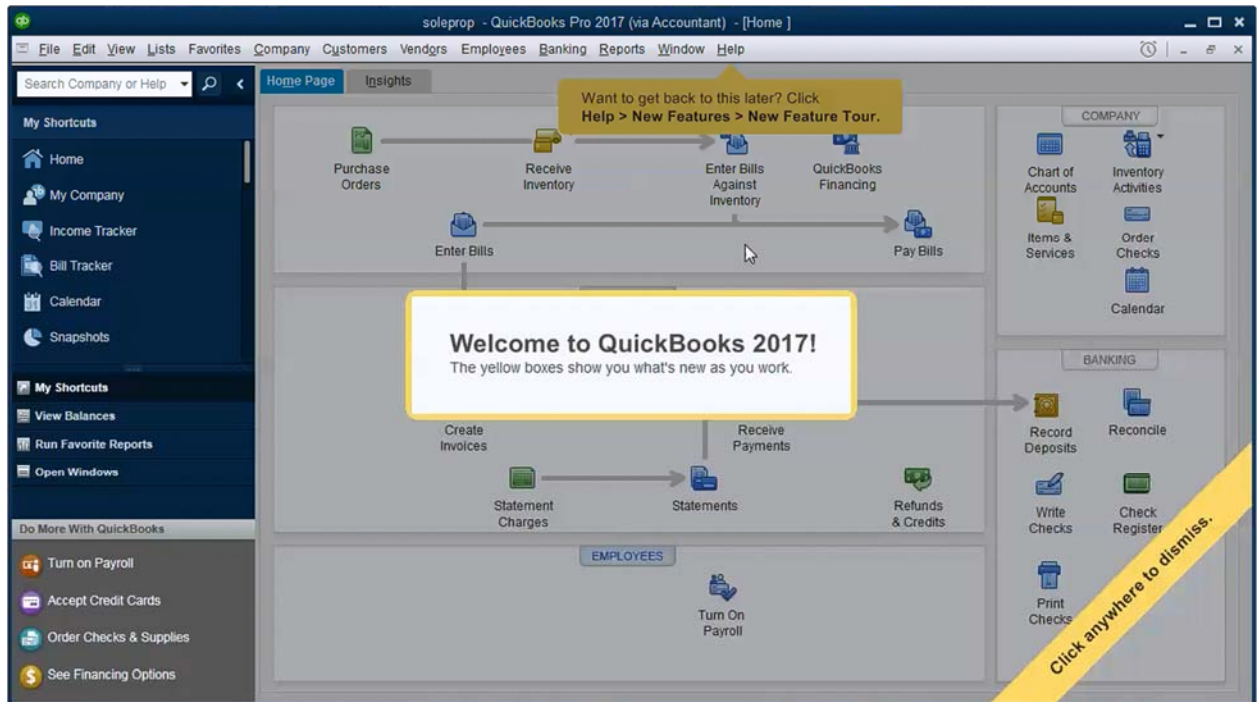 qb
soleprop - QuickBooks Pro 2017 (via Accountant) - [Home ]
File Edit View Lists Favorites Company Customers Vendors Employees Banking Reports Window Help
Search Company or Help
Home Page
Insights
Want to get back to this later? Click
Help > New Features > New Feature Tour.
My Shortcuts
Home
My Company
Income Tracker
Bill Tracker
Calendar
Snapshots
My Shortcuts
View Balances
Run Favorite Reports
Open Windows
Do More With QuickBooks
Turn on Payroll
Accept Credit Cards
Order Checks & Supplies
See Financing Options
Purchase
Orders
Receive
Inventory
Enter Bills
Against
Inventory
QuickBooks
Financing
Enter Bills
Pay Bills
Welcome to QuickBooks 2017!
The yellow boxes show you what's new as you work.
Create
Invoices
Receive
Payments
Statement
Charges
Statements
Refunds
& Credits
EMPLOYEES
Turn On
Payroll
COMPANY
Chart of
Accounts
Inventory
Activities
Items &
Services
Order
Checks
Calendar
BANKING
Record
Deposits
Reconcile
Write
Checks
Check
Register
Print
Checks
Click anywhere to dismiss.